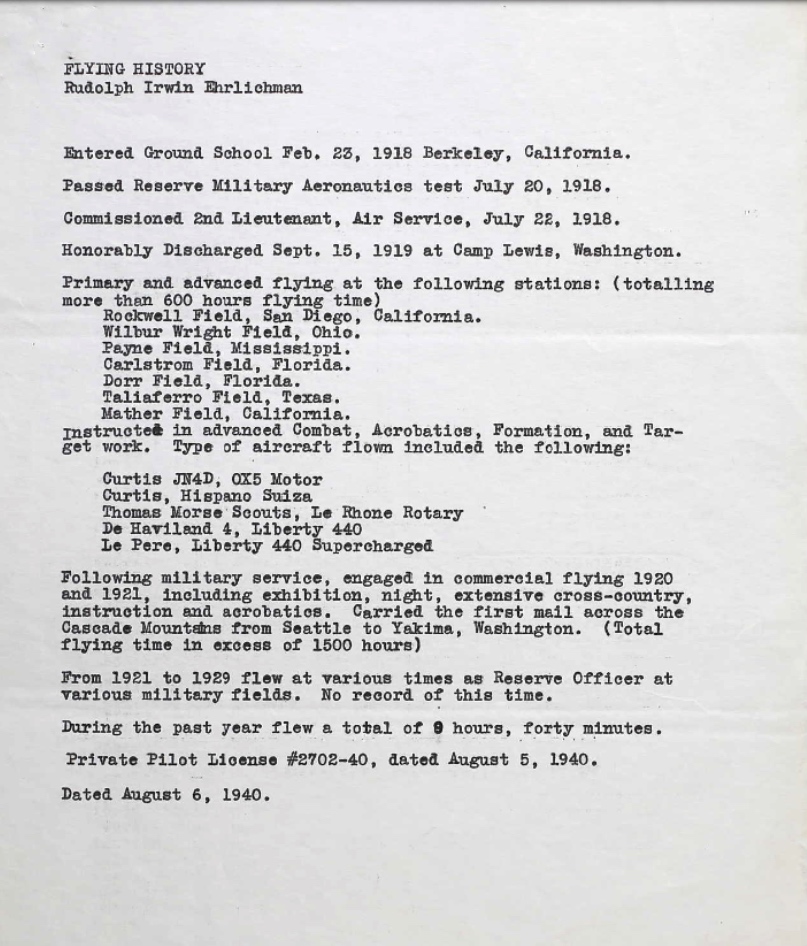 FLYING HISTORY
Rudolph Irwin Ehrlichman
Entered Ground School Feb. 23, 1918 Berkeley, California.
Passed Reserve Military Aeronautics test July 20, 1918.
Commissioned 2nd Lieutenant, Air Service, July 22, 1918.
Honorably Discharged Sept. 15, 1919 at Camp Lewis, Washington.
Primary and advanced flying at the following stations: (totalling
more than 600 hours flying time)
Rockwell Field, San Diego, California.
Wilbur Wright Field, Ohio.
Payne Field, Mississippi.
Carlstrom Field, Florida.
Dorr Field, Florida.
Taliaferro Field, Texas.
Mather Field, California.
Instructed in advanced Combat, Acrobatics, Formation, and Tar-
get work. Type of aircraft flown included the following:
Curtis JN4D, OX5 Motor
Curtis, Hispano Suiza
Thomas Morse Scouts, Le Rhone Rotary
De Haviland 4, Liberty 440
Le Pere, Liberty 440 Supercharged
Following military service, engaged in commercial flying 1920
and 1921, including exhibition, night, extensive cross-country,
instruction and acrobatics. Carried the first mail across the
Cascade Mountains from Seattle to Yakima, Washington. (Total
flying time in excess of 1500 hours)
From 1921 to 1929 flew at various times as Reserve Officer at
various military fields. No record of this time.
During the past year flew a total of 9 hours, forty minutes.
Private Pilot License #2702-40, dated August 5, 1940.
Dated August 6, 1940.